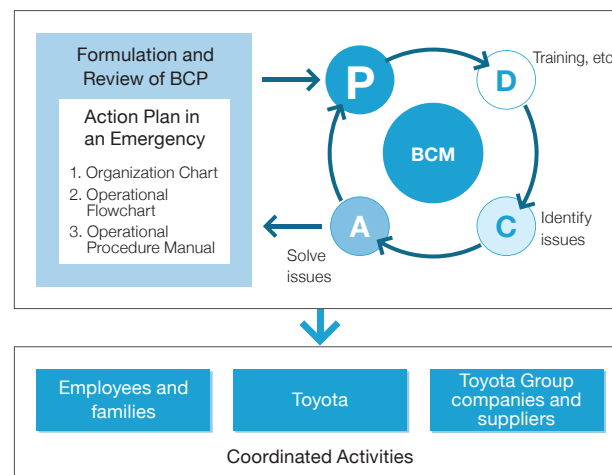 Formulation and
Review of BCP
Action Plan in
an Emergency
1. Organization Chart
2. Operational
Flowchart
3. Operational
Procedure Manual
P
D
Training, etc
BCM
A
C
Identify
issues
Solve
issues
Employees and
families
Toyota
Toyota Group
companies and
suppliers
Coordinated Activities